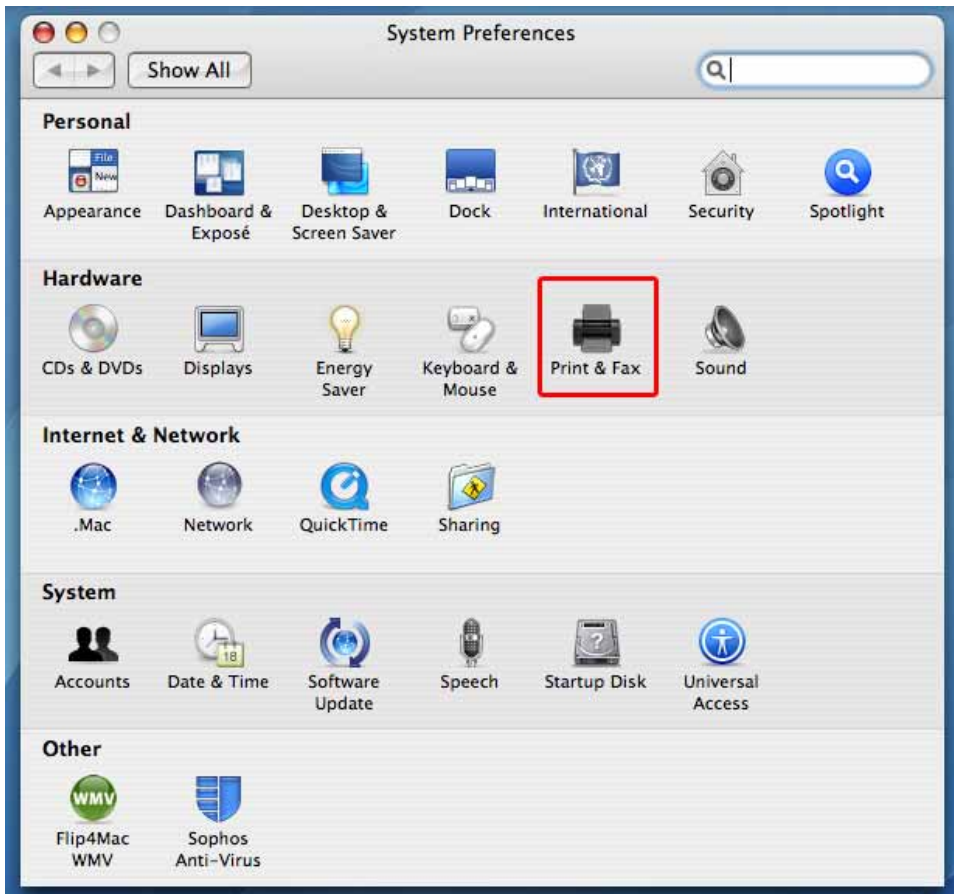 System Preferences
Show All
Personal
File
New
Appearance
Dashboard &
Exposé
Desktop &
Screen Saver
Dock
International
Security
Spotlight
Hardware
CDs & DVDs
Displays
Energy
Saver
Keyboard &
Mouse
Print & Fax
Sound
Internet & Network
.Mac
Network
QuickTime
Sharing
System
18
?
Accounts
Date & Time
Software
Update
Speech
Startup Disk
Universal
Access
Other
WMV
Flip4Mac
WMV
Sophos
Anti-Virus